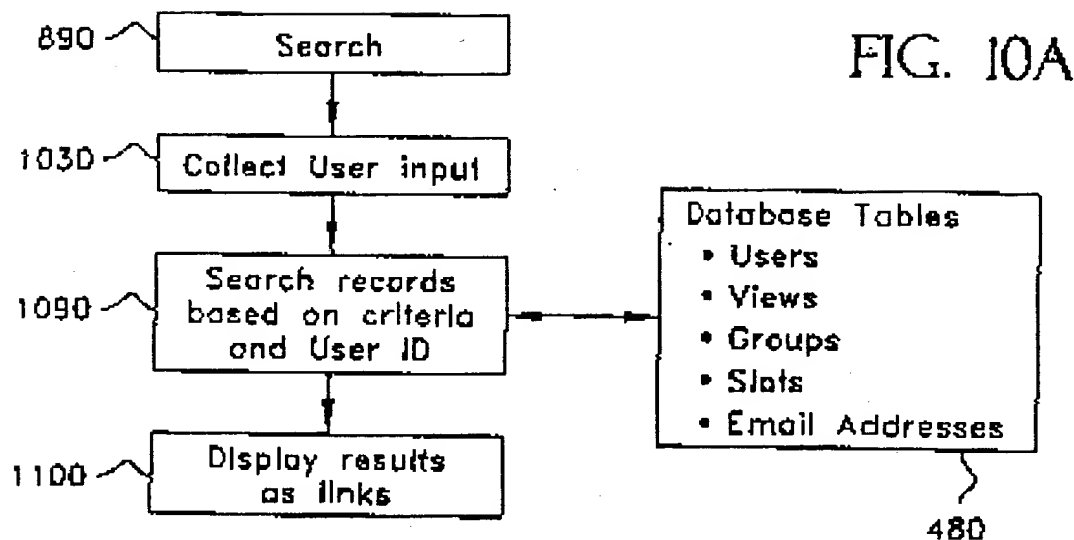 FIG. 10A
890
Search
1030
Collect User input
1090
Search records
based on criteria
and User ID
Database Tables
• Users
• Views
• Groups
• Slots
• Email Addresses
1100
Display results
as links
480